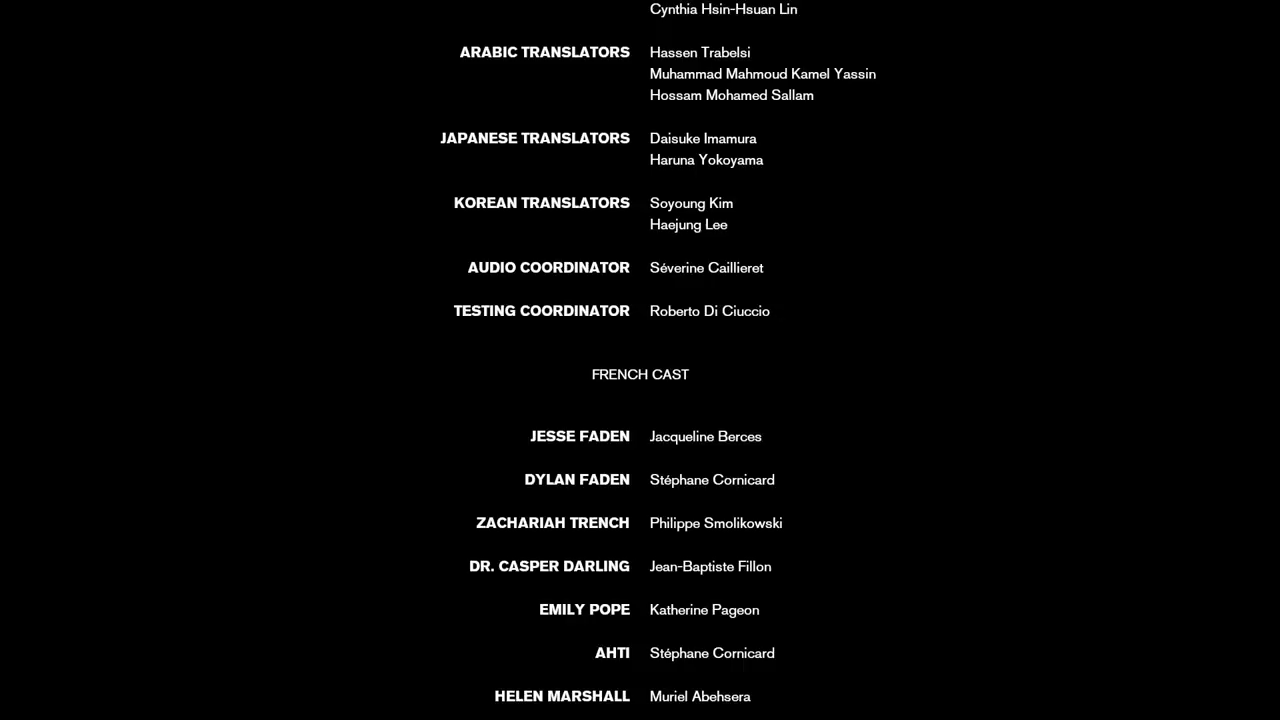 Cynthia Hsin-Hsuan Lin
ARABIC TRANSLATORS Hassen Trabelsi
Muhammad Mahmoud Kamel Yassin
Hossam Mohamed Sallam
JAPANESE TRANSLATORS Daisuke Imamura
Haruna Yokoyama
KOREAN TRANSLATORS Soyoung Kim
Haejung Lee
AUDIO COORDINATOR Séverine Caillieret
TESTING COORDINATOR Roberto Di Ciuccio
FRENCH CAST
JESSE FADEN Jacqueline Berces
DYLAN FADEN Stéphane Cornicard
ZACHARIAH TRENCH Philippe Smolikowski
DR. CASPER DARLING Jean-Baptiste Fillon
EMILY POPE Katherine Pageon
AHTI Stéphane Cornicard
HELEN MARSHALL Muriel Abehsera